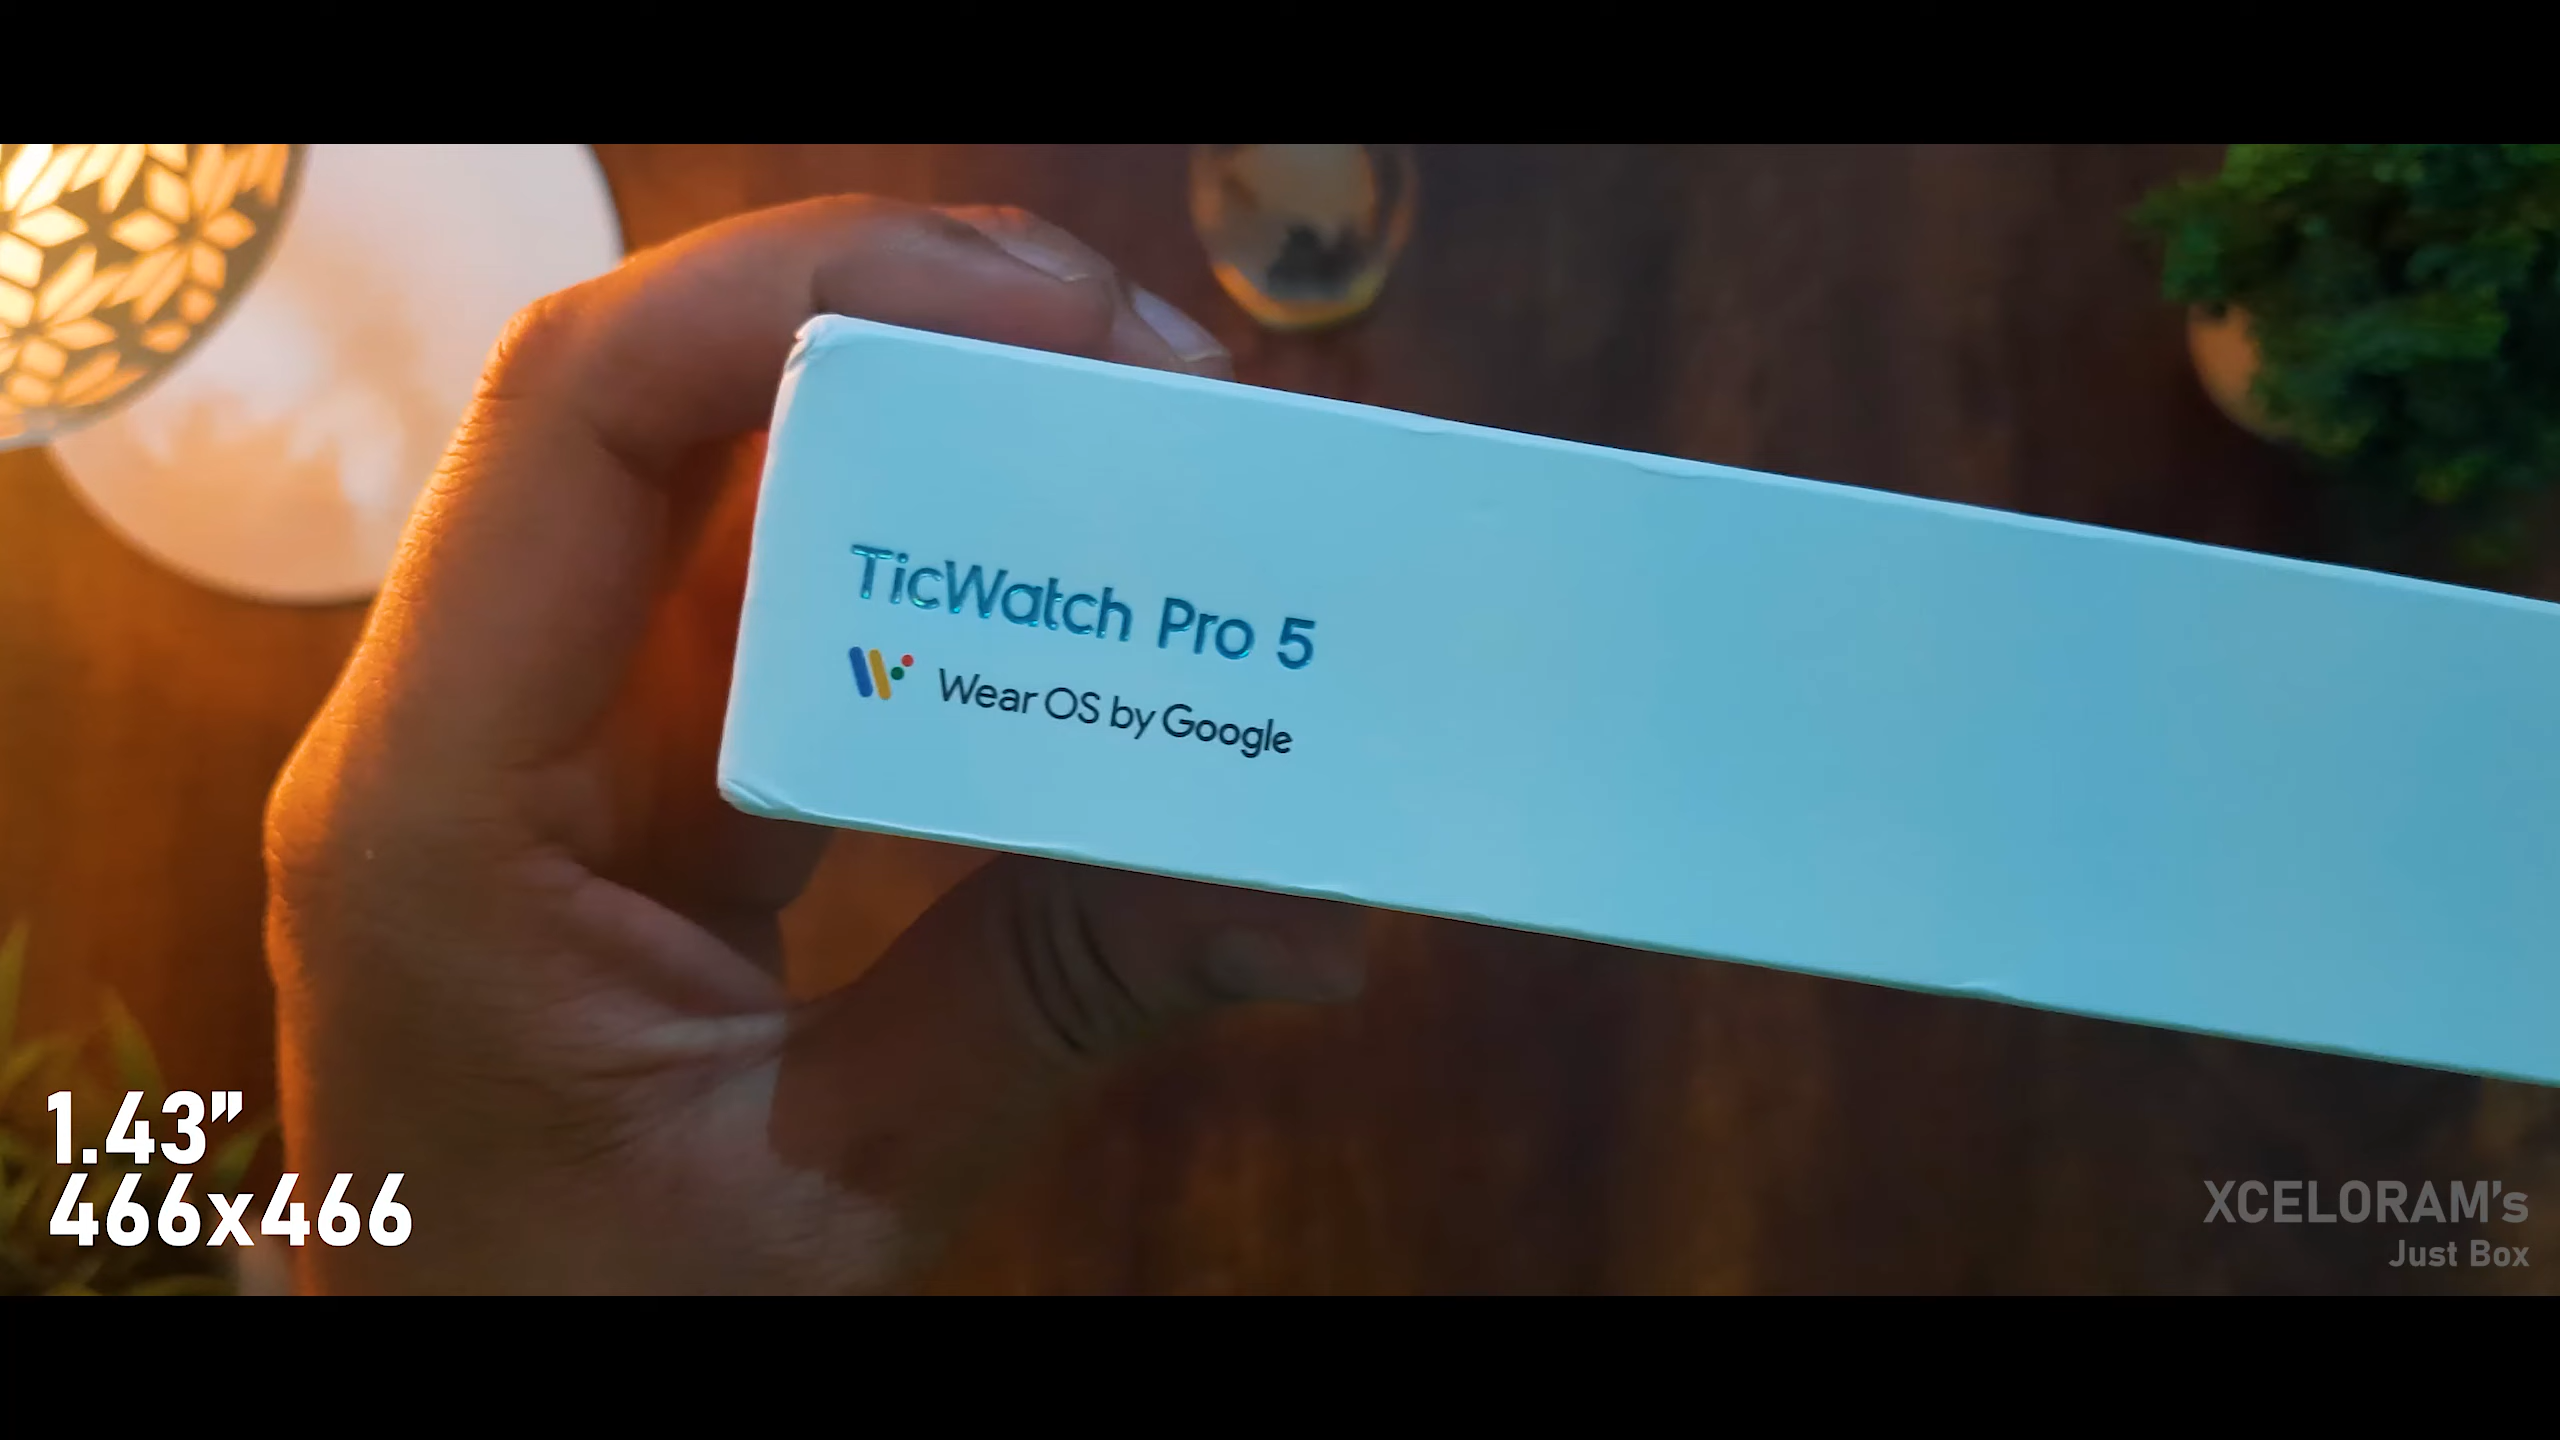 TicWatch Pro 5
Wear OS by Google
1.43”
466x466
XCELORAM’s
Just Box